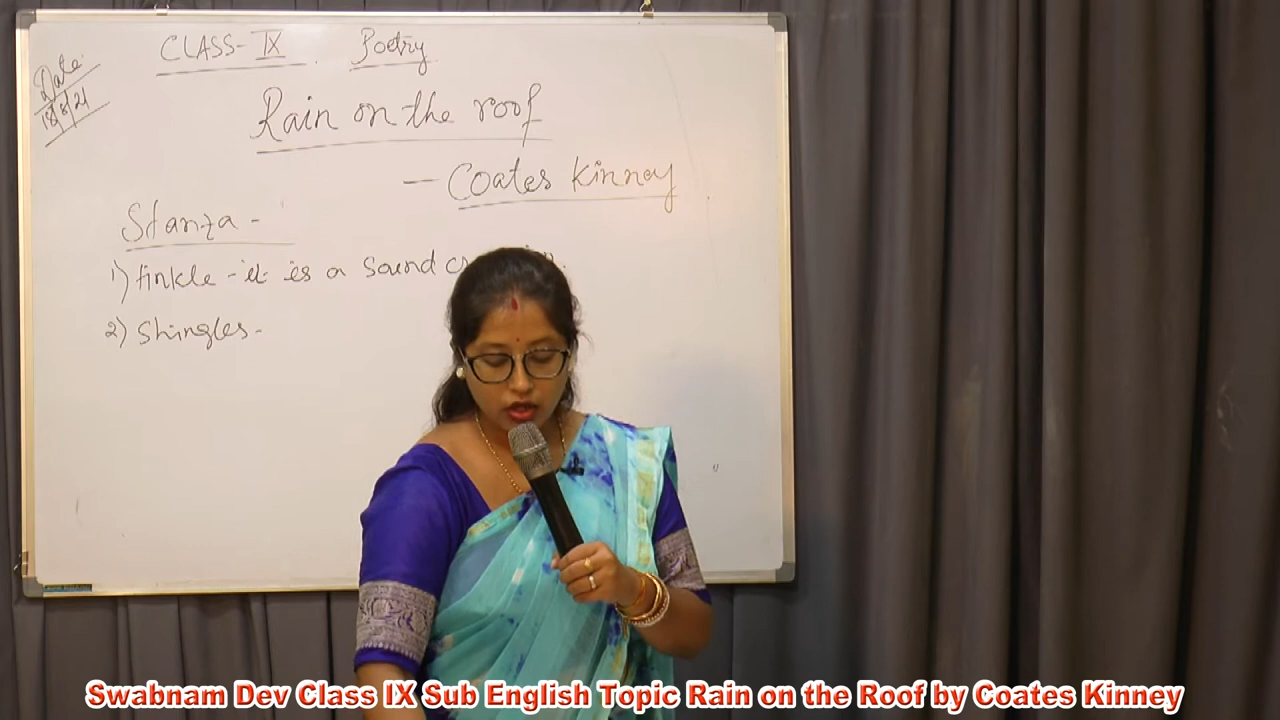 CLASS-IX Poetry
Date:
18/8/21
Rain on the roof
- Coates Kinney
Stanza -
1) tinkle - it is a sound
2) Shingles -
Swabnam Dev Class IX Sub English Topic Rain on the Roof by Coates Kinney